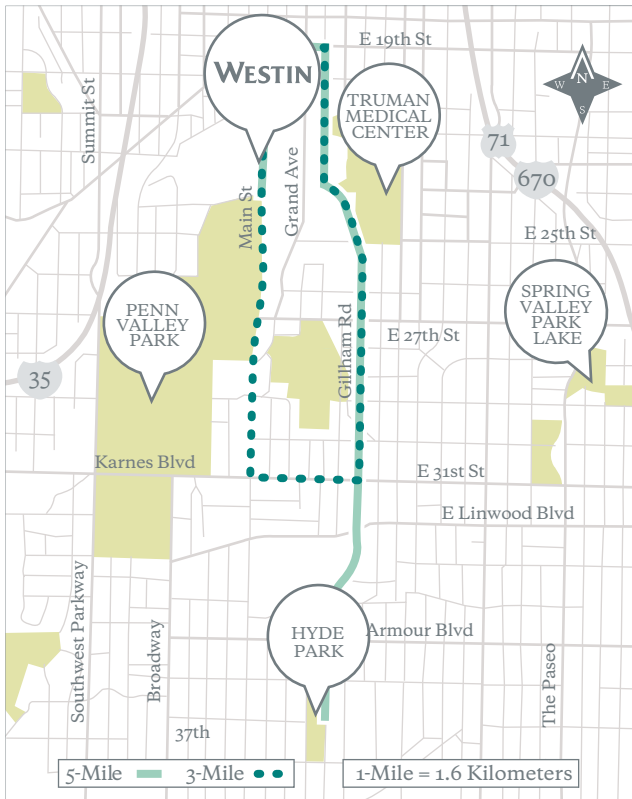 E 19th St
WESTIN
N
W
E
S
TRUMAN
MEDICAL
CENTER
Summit St
71
670
Main St
Grand Ave
E 25th St
PENN
VALLEY
PARK
SPRING
VALLEY
PARK
LAKE
Gillham Rd
E 27th St
35
Karnes Blvd
E 31st St
E Linwood Blvd
HYDE
PARK
Armour Blvd
Southwest Parkway
Broadway
The Paseo
37th
5-Mile
3-Mile
1-Mile = 1.6 Kilometers